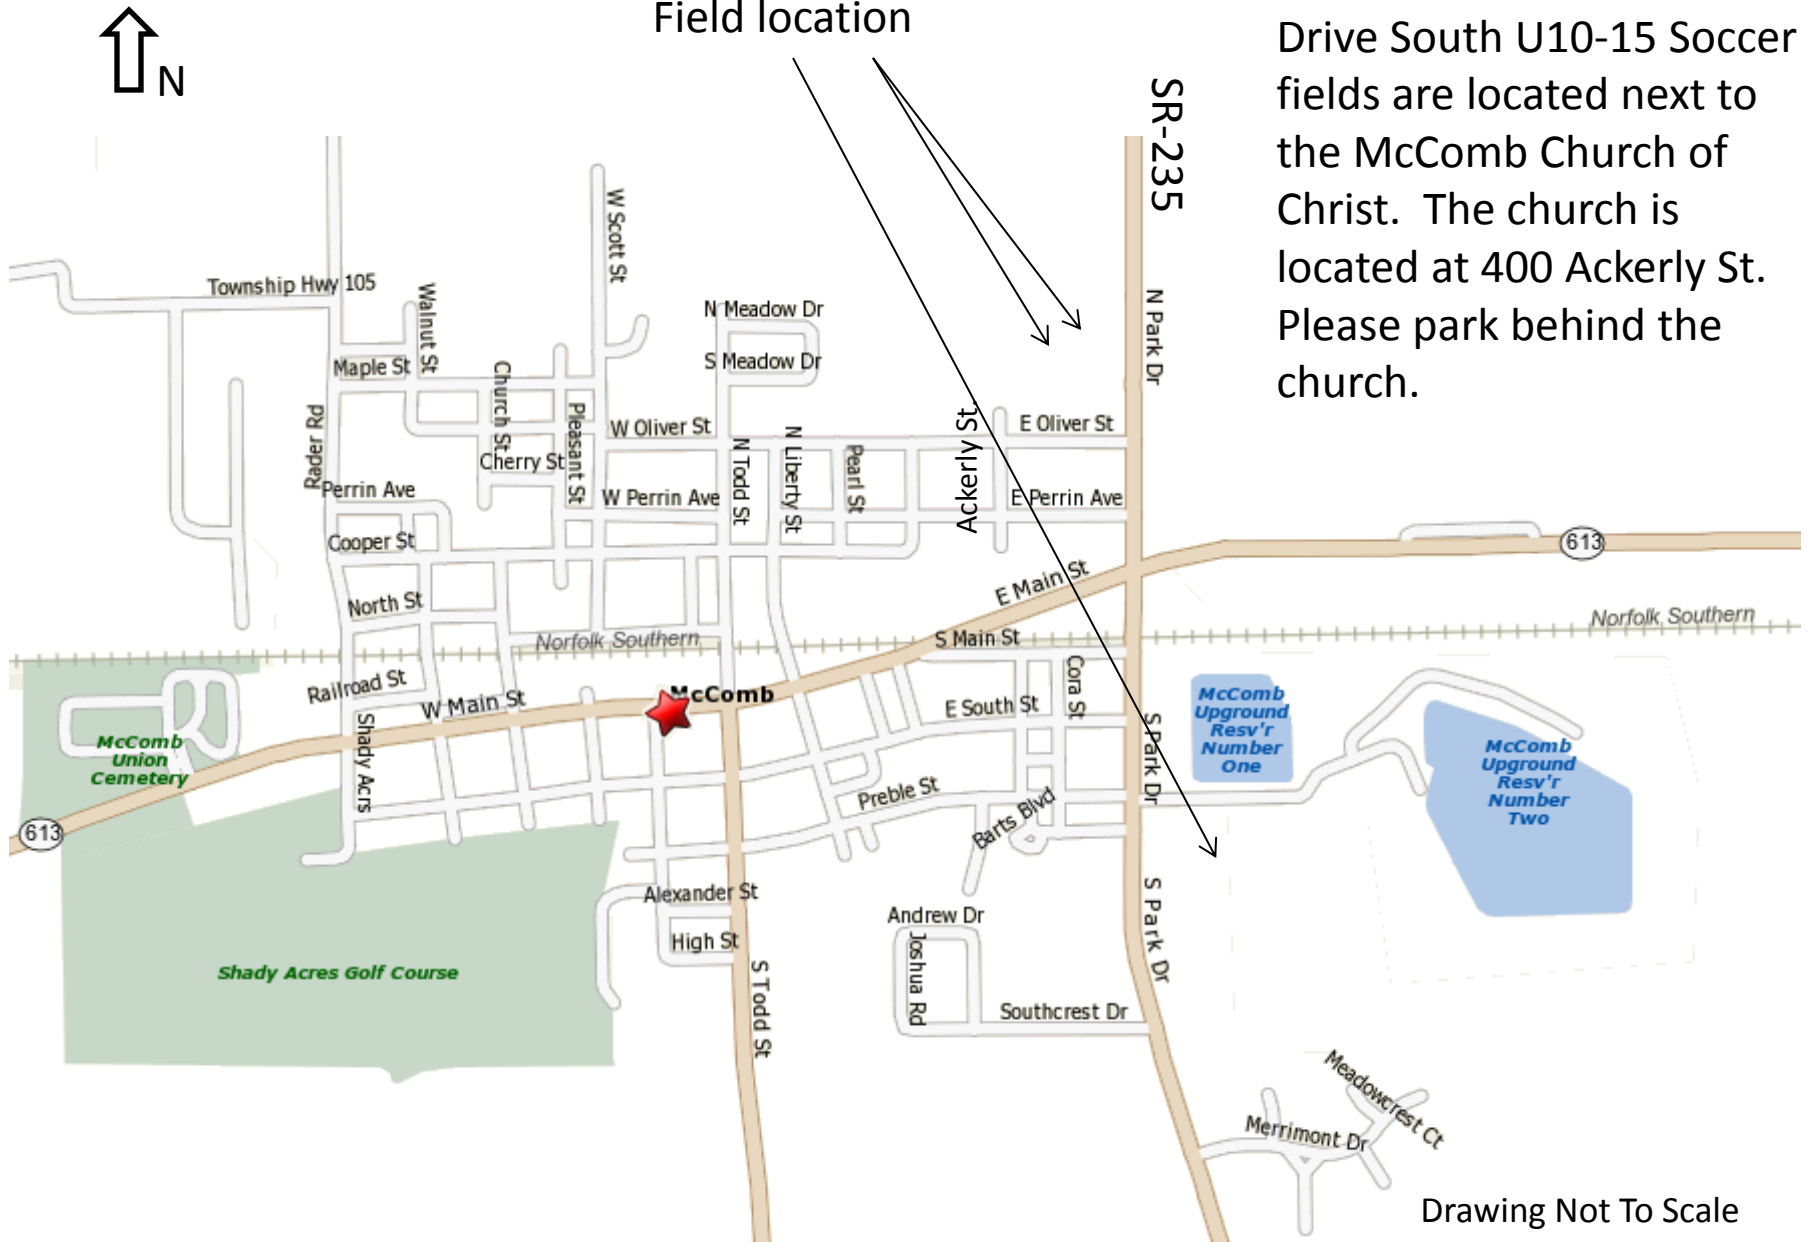 Field location
N
Drive South U10-15 Soccer
fields are located next to
the McComb Church of
Christ.  The church is
located at 400 Ackerly St.
Please park behind the
church.
SR-235
W Scott St
Township Hwy 105
Walnut St
N Meadow Dr
N Park Dr
S Meadow Dr
Maple St
Church St
Pleasant St
Rader Rd
W Oliver St
N Todd St
N Liberty St
Pearl St
Ackerly St.
E Oliver St
Cherry St
Perrin Ave
W Perrin Ave
E Perrin Ave
Cooper St
613
E Main St
North St
Norfolk Southern
S Main St
Norfolk Southern
Railroad St
W Main St
McComb
Cora St
E South St
McComb
Upground
Resv'r
Number
One
S Park Dr
McComb
Union
Cemetery
Shady Acrs
McComb
Upground
Resv'r
Number
Two
Preble St
Barts Blvd
613
Alexander St
Andrew Dr
S Park Dr
High St
Joshua Rd
Shady Acres Golf Course
S Todd St
Southcrest Dr
Meadowcrest Ct
Merrimont Dr
Drawing Not To Scale